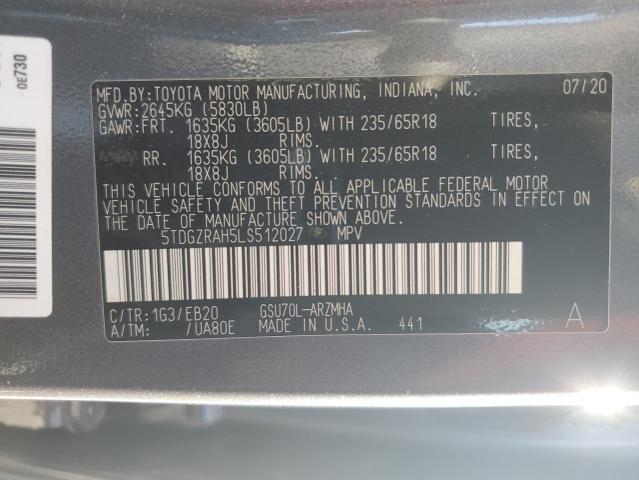 0E730
MFD.BY:TOYOTA MOTOR MANUFACTURING, INDIANA, INC. 07/20
GVWR:2645KG (5830LB)
GAWR:FRT. 1635KG (3605LB) WITH 235/65R18 TIRES,
18X8J RIMS.
RR. 1635KG (3605LB) WITH 235/65R18 TIRES,
18X8J RIMS.
THIS VEHICLE CONFORMS TO ALL APPLICABLE FEDERAL MOTOR
VEHICLE SAFETY AND THEFT PREVENTION STANDARDS IN EFFECT ON
THE DATE OF MANUFACTURE SHOWN ABOVE.
5TDGZRAH5LS512027 MPV
C/TR:1G3/EB20 GSU70L-ARZMHA
A/TM: /UA80E MADE IN U.S.A. 441 A